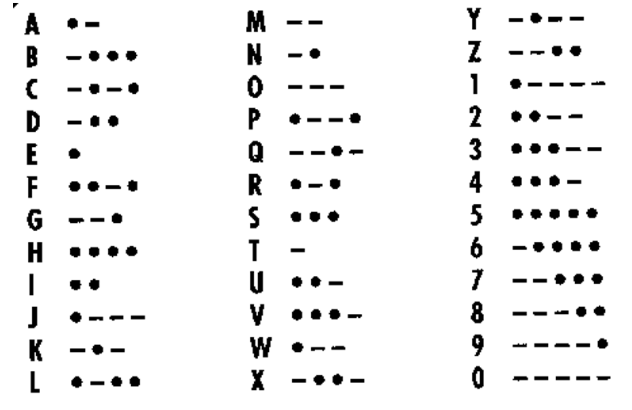 A •–
B –•••
C –•–•
D –••
E •
F ••–•
G ––•
H ••••
I ••
J •–––
K –•–
L •–••
M ––
N –•
O –––
P •––•
Q ––•–
R •–•
S •••
T –
U ••–
V •••–
W •––
X –••–
Y –•––
Z ––••
1 •––––
2 ••––
3 •••––
4 •••–
5 •••••
6 –••••
7 ––•••
8 –––••
9 ––––•
0 –––––